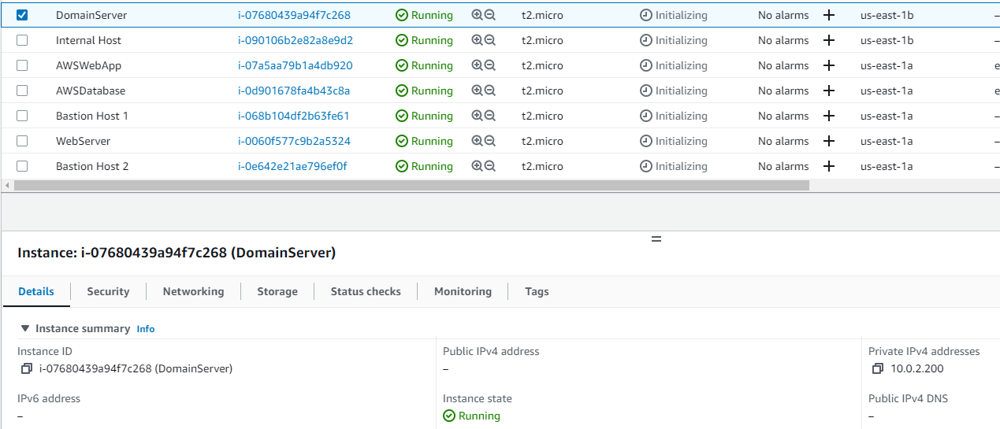 DomainServer i-07680439a94f7c268 Running t2.micro Initializing No alarms + us-east-1b –
Internal Host i-090106b2e82a8e9d2 Running t2.micro Initializing No alarms + us-east-1b –
AWSWebApp i-07a5aa79b1a4db920 Running t2.micro Initializing No alarms + us-east-1a e
AWSDatabase i-0d901678fa4b43c8a Running t2.micro Initializing No alarms + us-east-1a e
Bastion Host 1 i-068b104df2b63fe61 Running t2.micro Initializing No alarms + us-east-1a –
WebServer i-0060f577c9b2a5324 Running t2.micro Initializing No alarms + us-east-1a –
Bastion Host 2 i-0e642e21ae796ef0f Running t2.micro Initializing No alarms + us-east-1a –
Instance: i-07680439a94f7c268 (DomainServer)
Details Security Networking Storage Status checks Monitoring Tags
Instance summary Info
Instance ID Public IPv4 address Private IPv4 addresses
i-07680439a94f7c268 (DomainServer) – 10.0.2.200
IPv6 address Instance state Public IPv4 DNS
– Running –